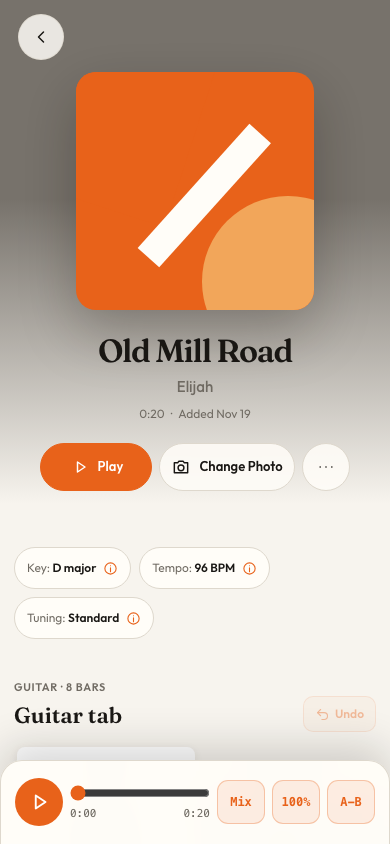 Old Mill Road
Elijah
0:20 · Added Nov 19
Play
Change Photo
Key: D major
Tempo: 96 BPM
Tuning: Standard
GUITAR · 8 BARS
Guitar tab
Undo
0:00
0:20
Mix
100%
A–B